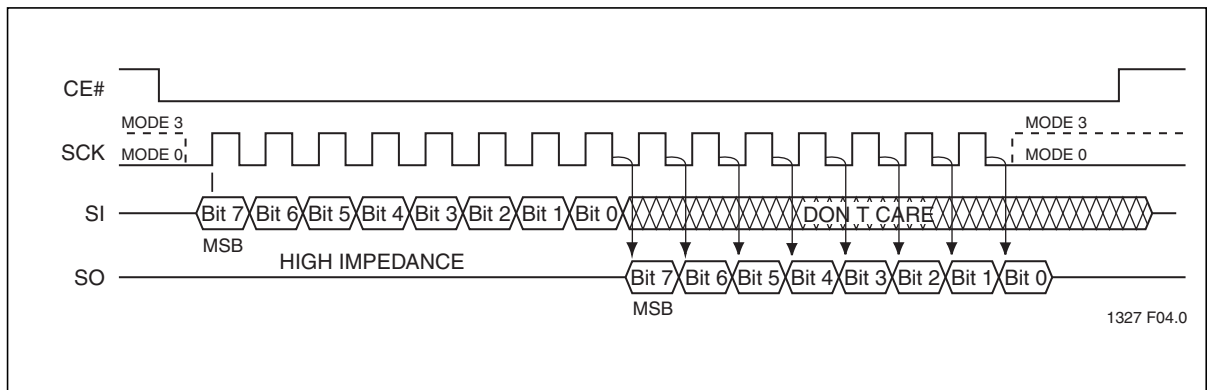 CE#
MODE 3
MODE 3
SCK
MODE 0
MODE 0
SI
Bit 7 Bit 6 Bit 5 Bit 4 Bit 3 Bit 2 Bit 1 Bit 0
DON T CARE
MSB
HIGH IMPEDANCE
SO
Bit 7 Bit 6 Bit 5 Bit 4 Bit 3 Bit 2 Bit 1 Bit 0
MSB
1327 F04.0